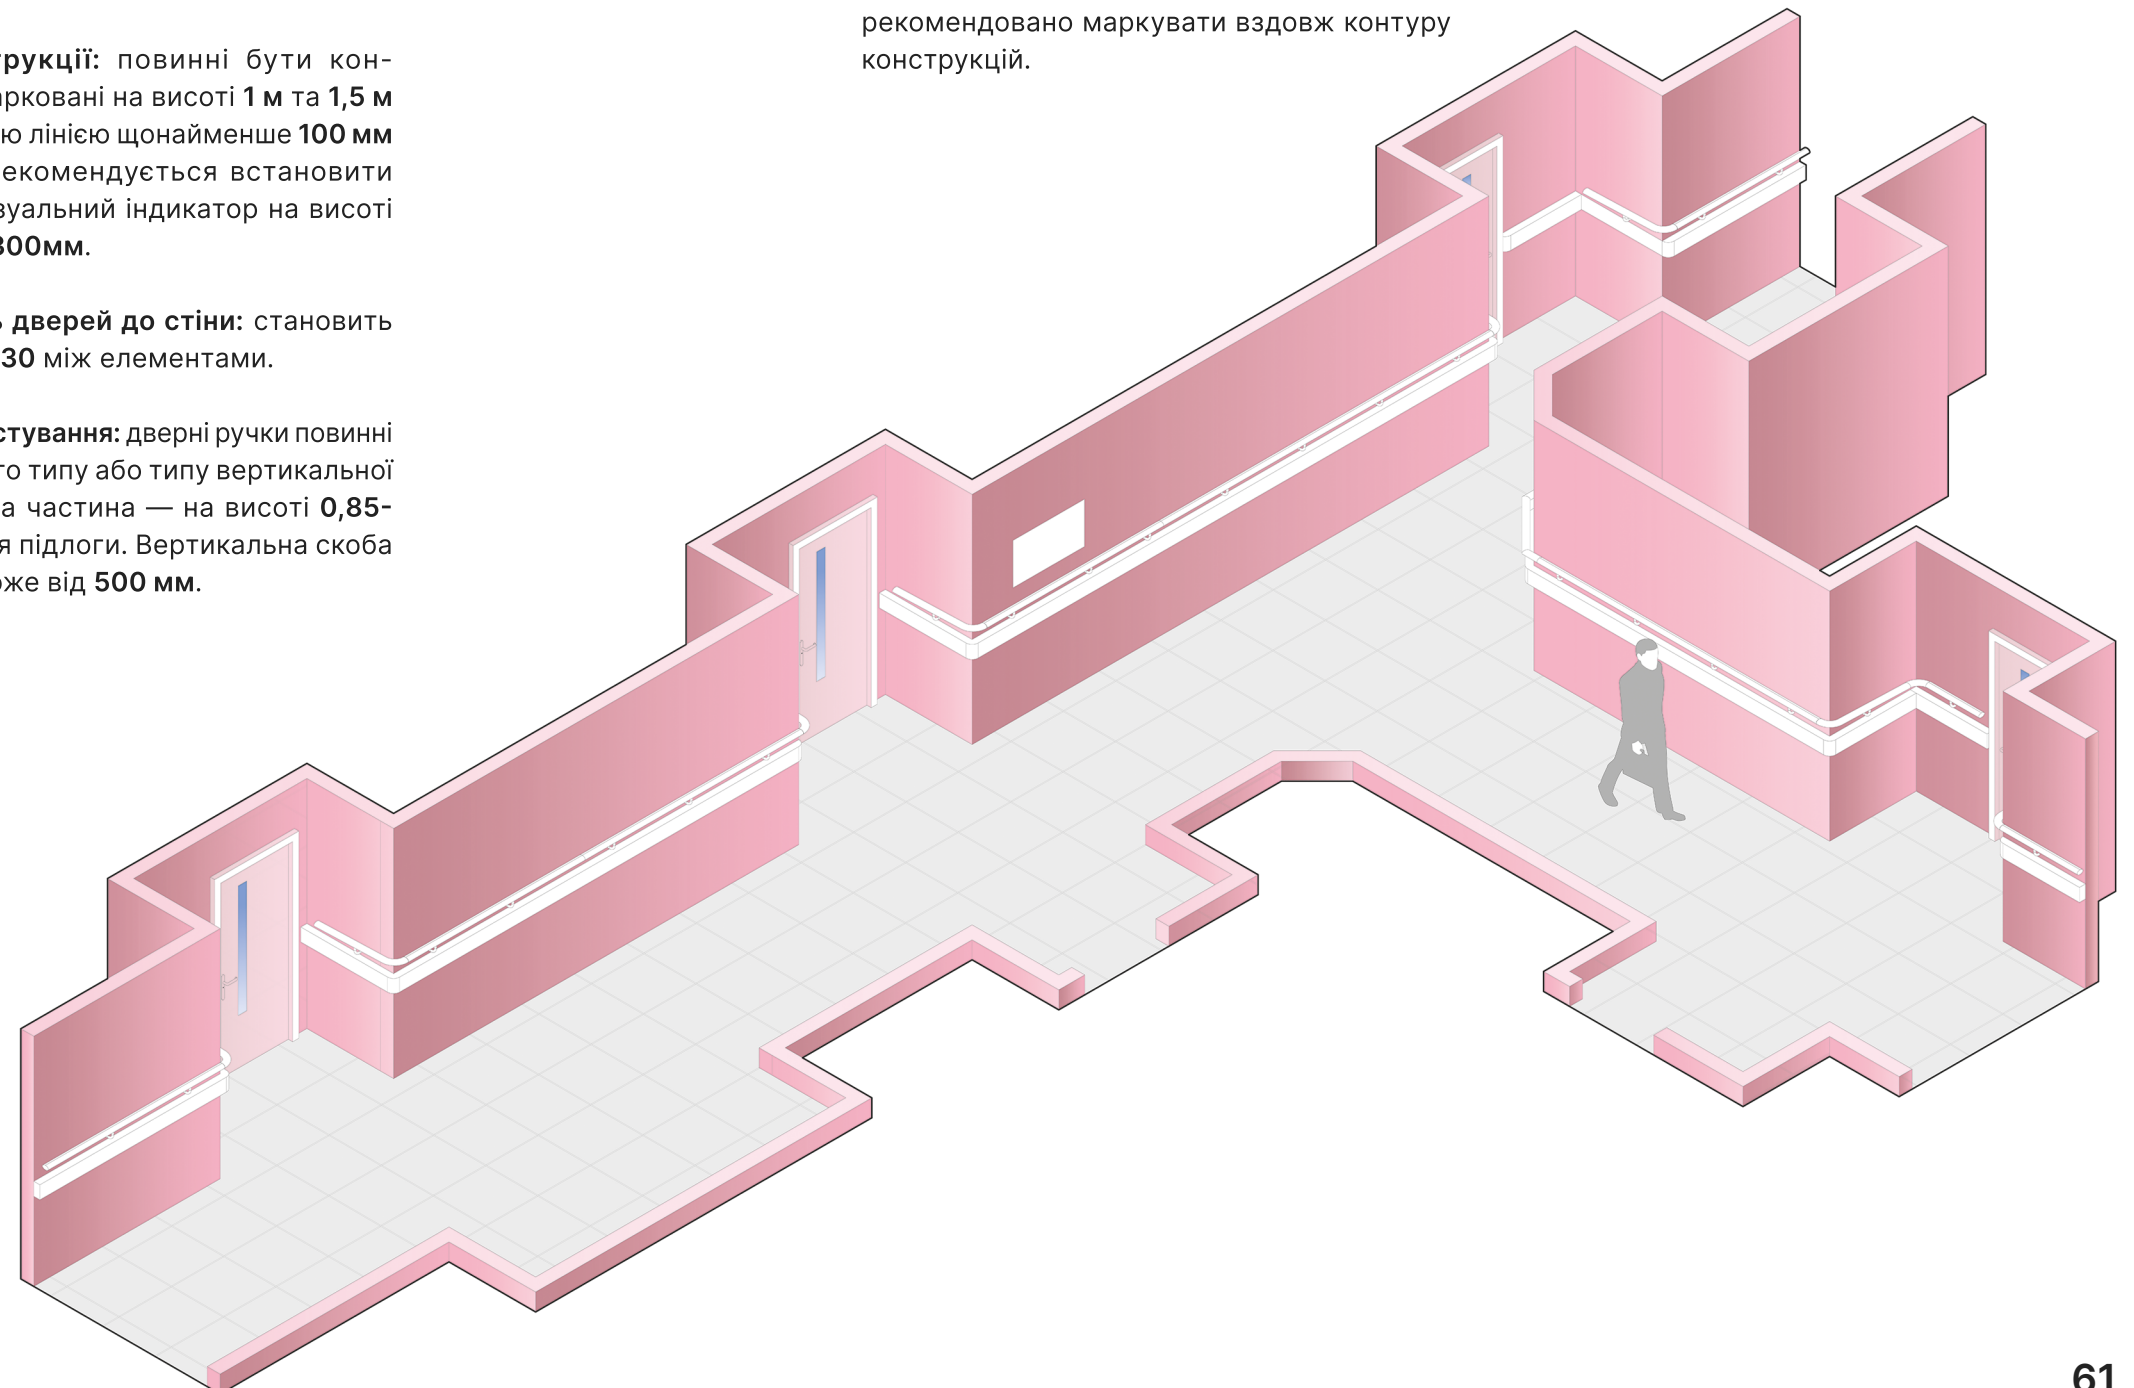 трукції: повинні бути кон-
арковані на висоті 1 м та 1,5 м
ю лінією щонайменше 100 мм
екомендується встановити
зуальний індикатор на висоті
300мм.
ь дверей до стіни: становить
30 між елементами.
стування: дверні ручки повинні
го типу або типу вертикальної
а частина — на висоті 0,85-
я підлоги. Вертикальна скоба
оже від 500 мм.
рекомендовано маркувати вздовж контуру
конструкцій.
61